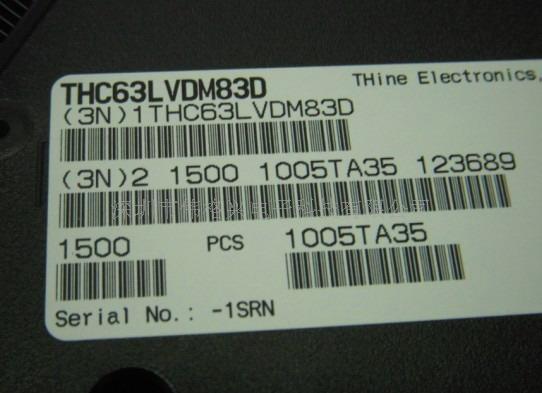 THine Electronics,
THC63LVDM83D
(3N)1THC63LVDM83D
(3N)2 1500 1005TA35 123689
1500 PCS 1005TA35
Serial No.: -1SRN